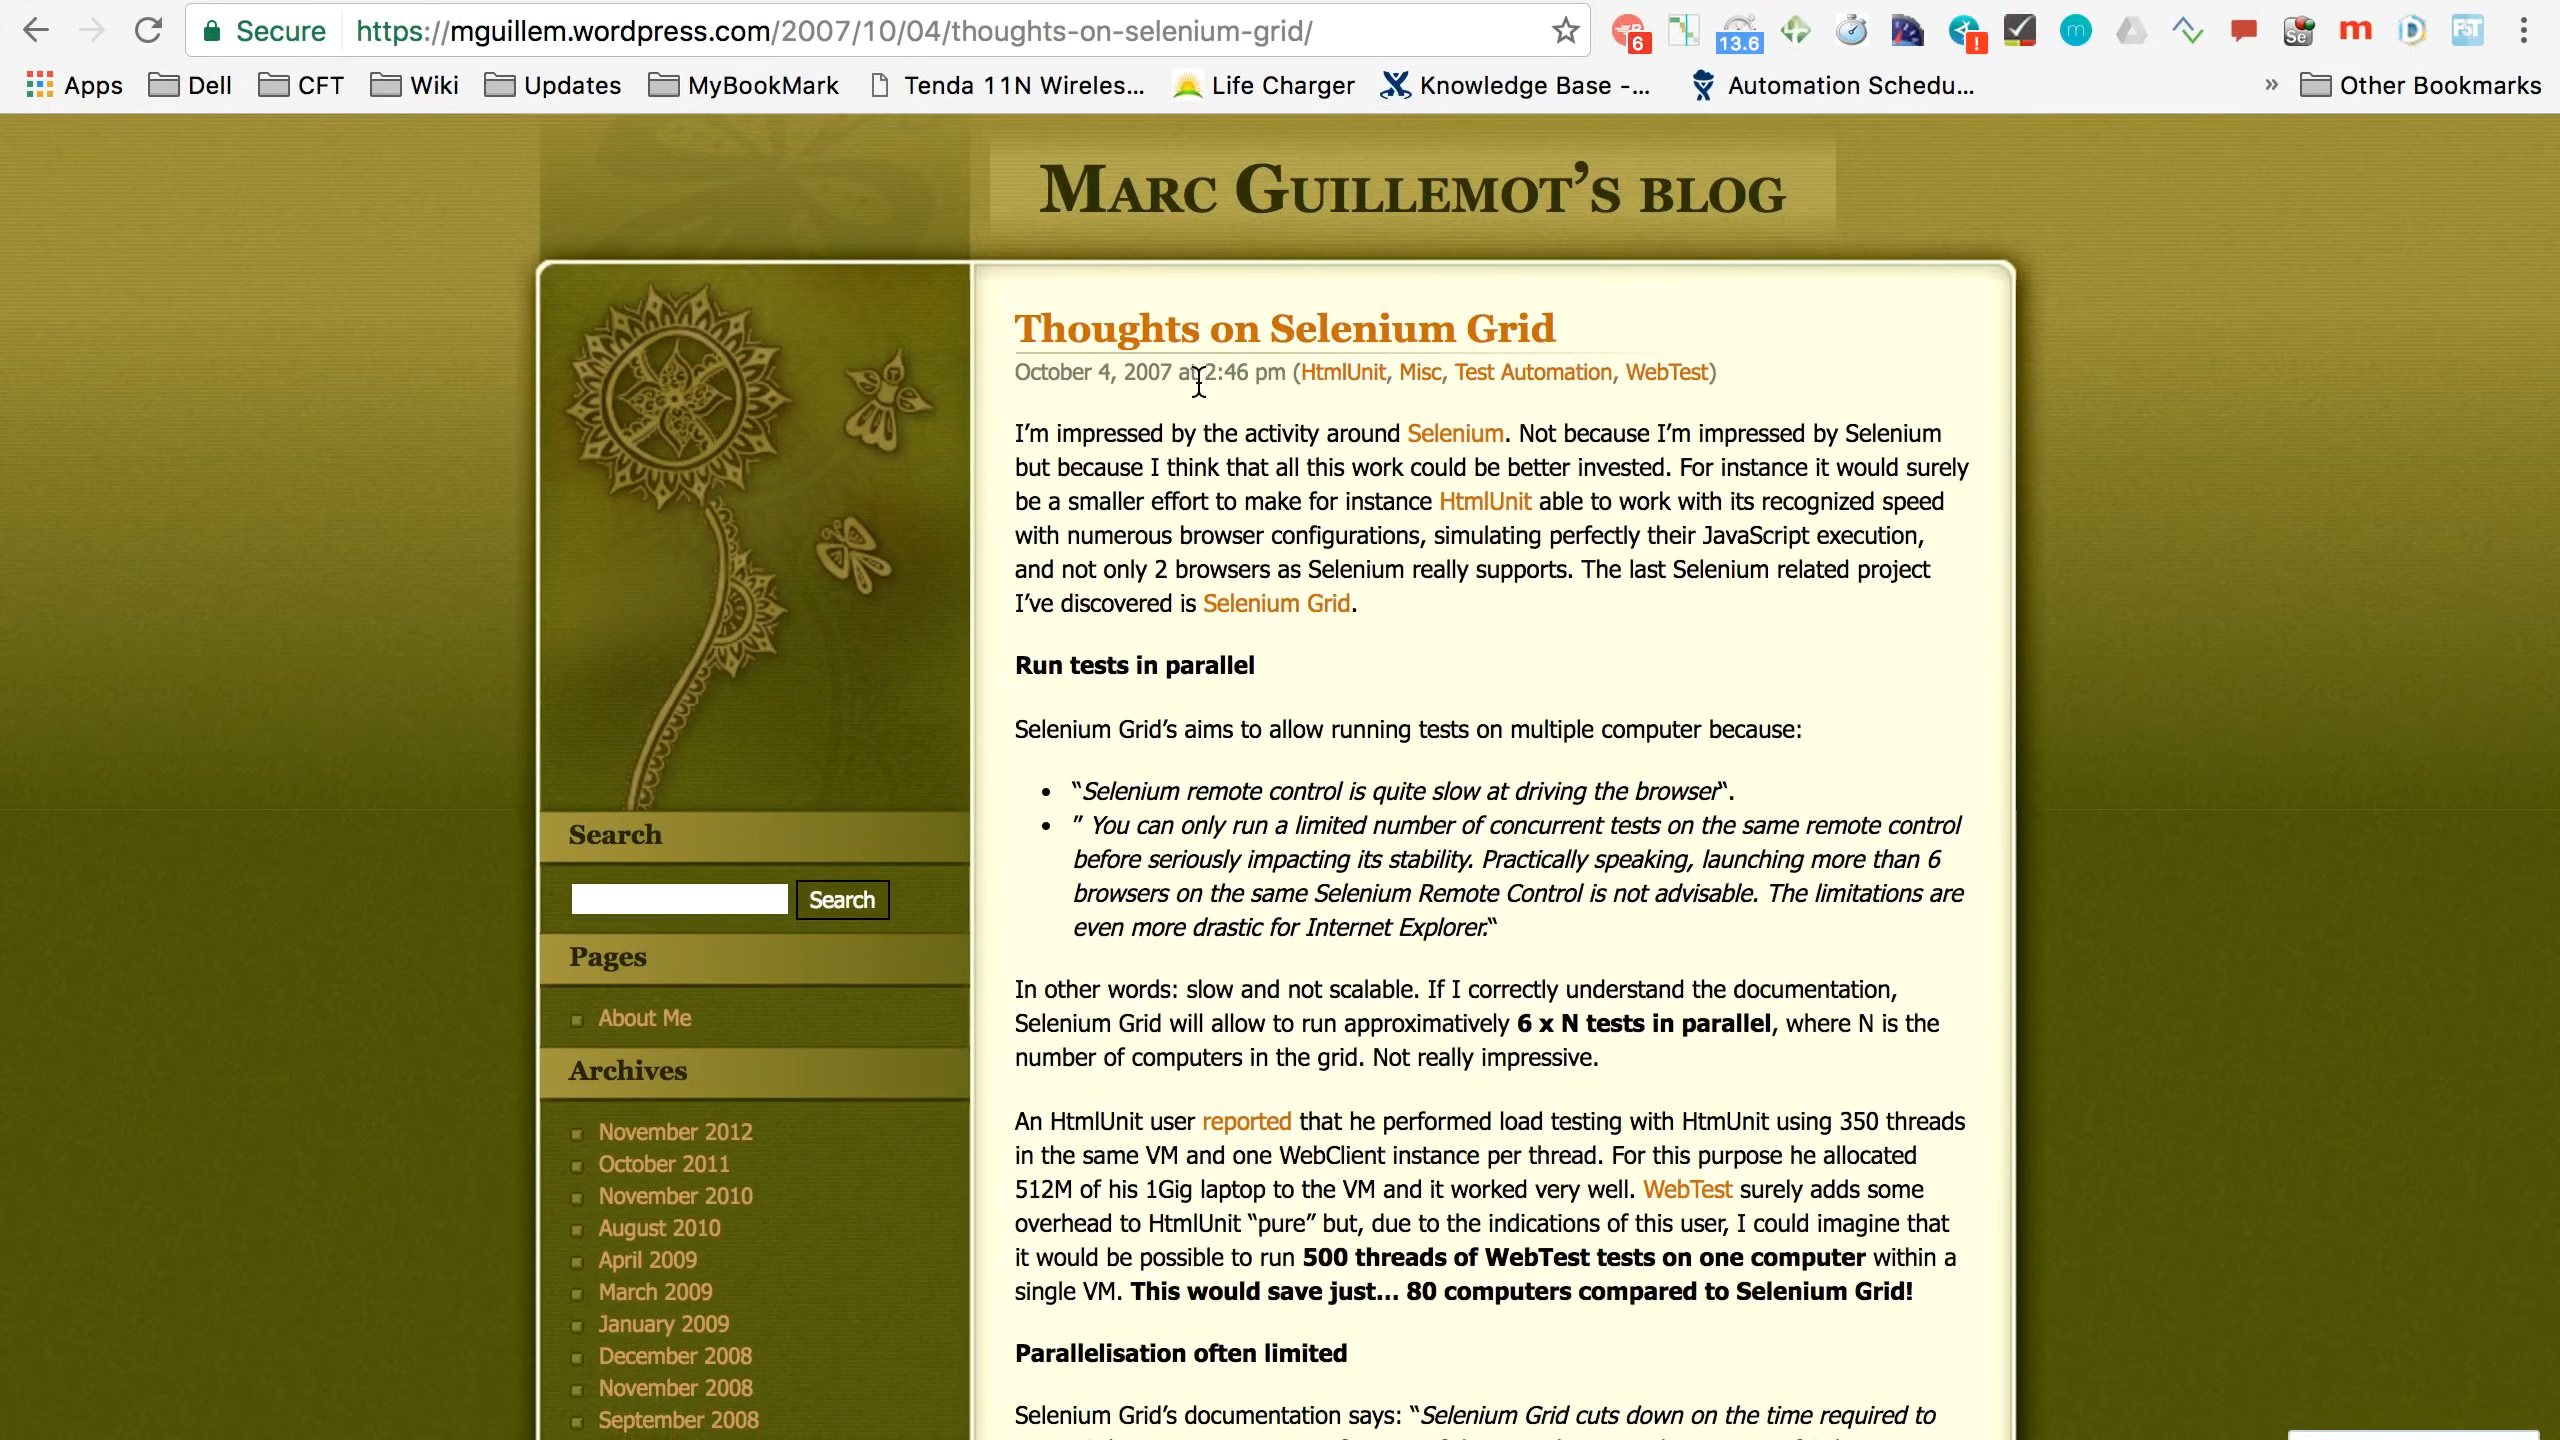 Secure https://mguillem.wordpress.com/2007/10/04/thoughts-on-selenium-grid/
6
13.6
!
m
Se
m
D
FST
Apps Dell CFT Wiki Updates MyBookMark Tenda 11N Wireles... Life Charger Knowledge Base -... Automation Schedu... » Other Bookmarks
Marc Guillemot’s blog
Thoughts on Selenium Grid
October 4, 2007 at 2:46 pm (HtmlUnit, Misc, Test Automation, WebTest)
I’m impressed by the activity around Selenium. Not because I’m impressed by Selenium
but because I think that all this work could be better invested. For instance it would surely
be a smaller effort to make for instance HtmlUnit able to work with its recognized speed
with numerous browser configurations, simulating perfectly their JavaScript execution,
and not only 2 browsers as Selenium really supports. The last Selenium related project
I’ve discovered is Selenium Grid.
Run tests in parallel
Selenium Grid’s aims to allow running tests on multiple computer because:
• “Selenium remote control is quite slow at driving the browser“.
• ” You can only run a limited number of concurrent tests on the same remote control
before seriously impacting its stability. Practically speaking, launching more than 6
browsers on the same Selenium Remote Control is not advisable. The limitations are
even more drastic for Internet Explorer.“
In other words: slow and not scalable. If I correctly understand the documentation,
Selenium Grid will allow to run approximatively 6 x N tests in parallel, where N is the
number of computers in the grid. Not really impressive.
An HtmlUnit user reported that he performed load testing with HtmUnit using 350 threads
in the same VM and one WebClient instance per thread. For this purpose he allocated
512M of his 1Gig laptop to the VM and it worked very well. WebTest surely adds some
overhead to HtmlUnit “pure” but, due to the indications of this user, I could imagine that
it would be possible to run 500 threads of WebTest tests on one computer within a
single VM. This would save just... 80 computers compared to Selenium Grid!
Parallelisation often limited
Selenium Grid’s documentation says: “Selenium Grid cuts down on the time required to
Search
Search
Pages
About Me
Archives
November 2012
October 2011
November 2010
August 2010
April 2009
March 2009
January 2009
December 2008
November 2008
September 2008